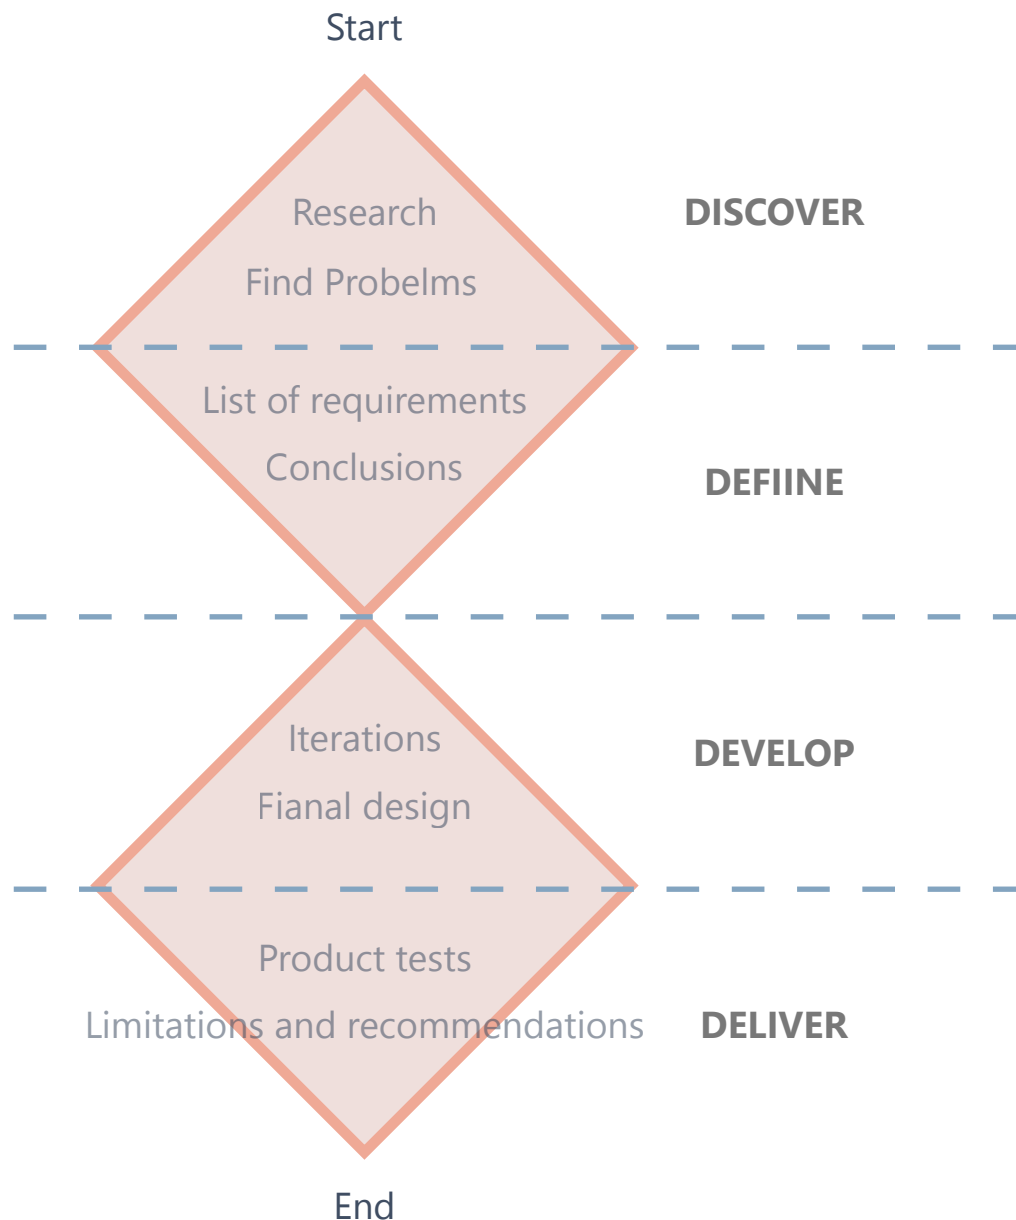 Start
Research
DISCOVER
Find Probelms
List of requirements
Conclusions
DEFIINE
Iterations
DEVELOP
Fianal design
Product tests
Limitations and recommendations
DELIVER
End